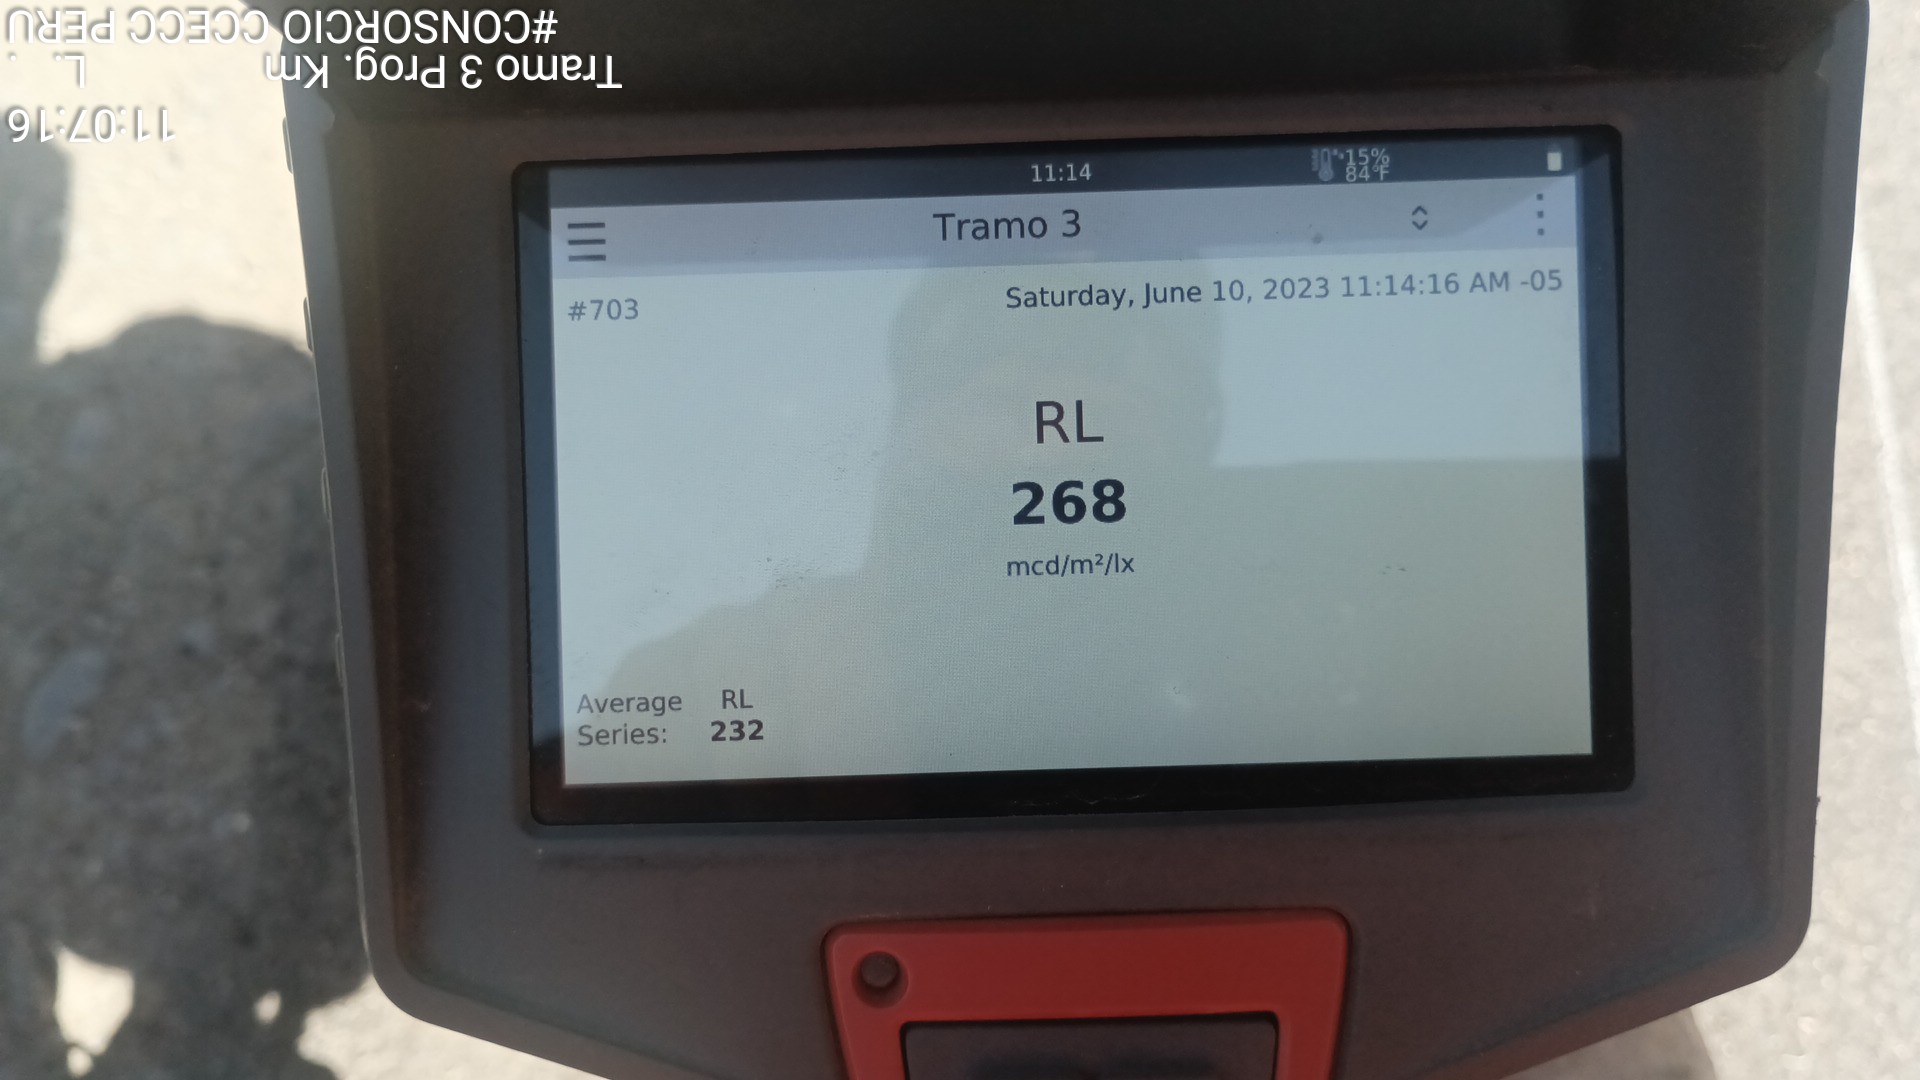 11:14
15%
84°F
Tramo 3
#703
Saturday, June 10, 2023 11:14:16 AM -05
RL
268
mcd/m²/lx
Average RL
Series: 232
11:07:16
Tramo 3 Prog. Km L. .
#CONSORCIO CCECC PERU